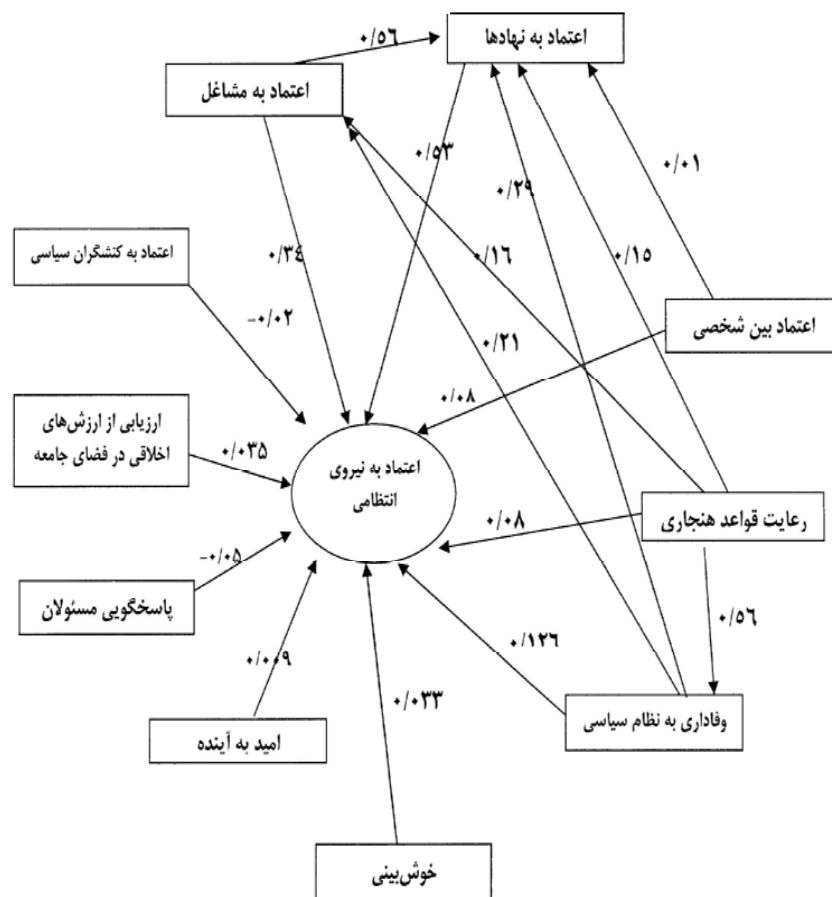 ۰/۵۶
اعتماد به نهادها
اعتماد به مشاغل
۰/۵۳
۰/۰۱
۰/۲۹
۰/۳۴
۰/۱۶
۰/۱۵
اعتماد به کنشگران سیاسی
-۰/۰۲
اعتماد بین شخصی
۰/۲۱
۰/۰۸
ارزیابی از ارزش‌های
اخلاقی در فضای جامعه
۰/۰۳۵
اعتماد به نیروی
انتظامی
رعایت قواعد هنجاری
۰/۰۸
-۰/۰۵
پاسخگویی مسئولان
۰/۵۶
۰/۱۲۶
۰/۰۰۹
۰/۰۳۳
وفاداری به نظام سیاسی
امید به آینده
خوش‌بینی